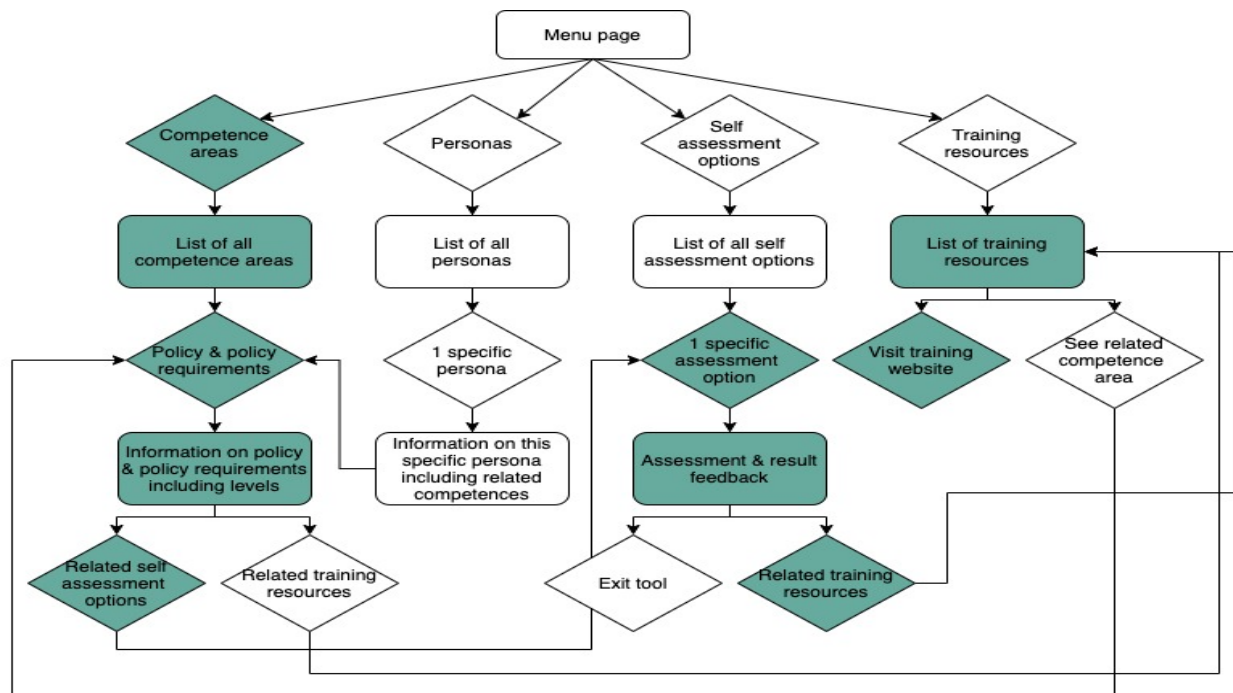 Menu page
Competence
areas
Personas
Self
assessment
options
Training
resources
List of all
competence areas
List of all
personas
List of all self
assessment options
List of training
resources
Policy & policy
requirements
1 specific
persona
1 specific
assessment
option
Visit training
website
See related
competence
area
Information on policy
& policy requirements
including levels
Information on this
specific persona
including related
competences
Assessment & result
feedback
Related self
assessment
options
Related training
resources
Exit tool
Related training
resources